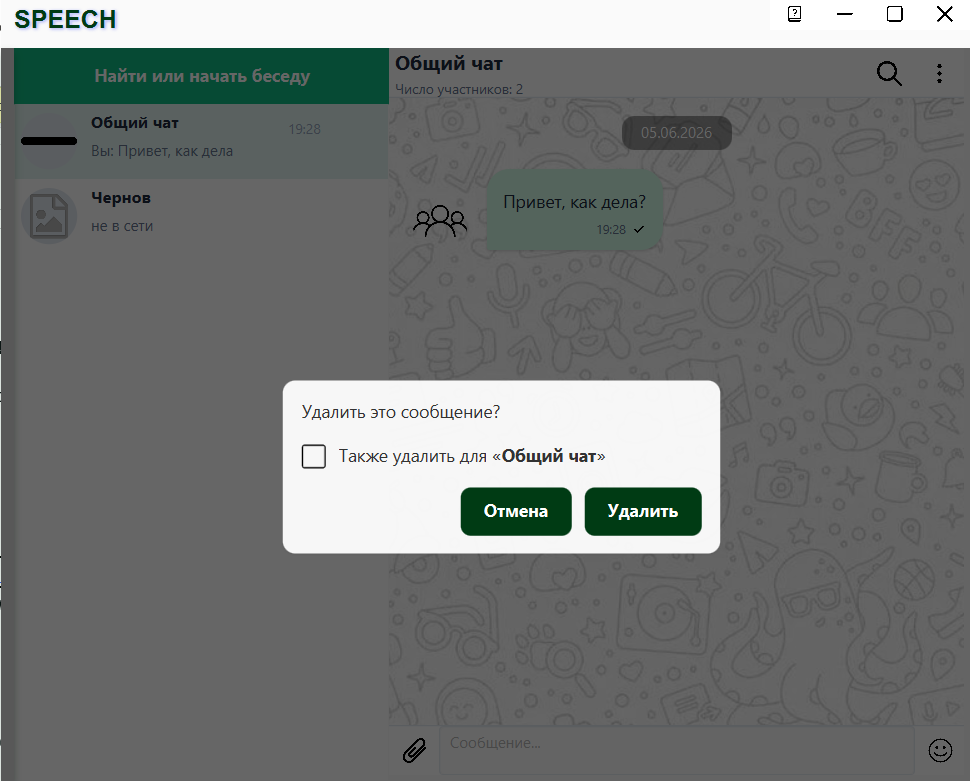 SPEECH
Найти или начать беседу
Общий чат
19:28
Вы: Привет, как дела
Чернов
не в сети
Общий чат
Число участников: 2
05.06.2026
Привет, как дела?
19:28
Удалить это сообщение?
Также удалить для «Общий чат»
Отмена
Удалить
Сообщение...